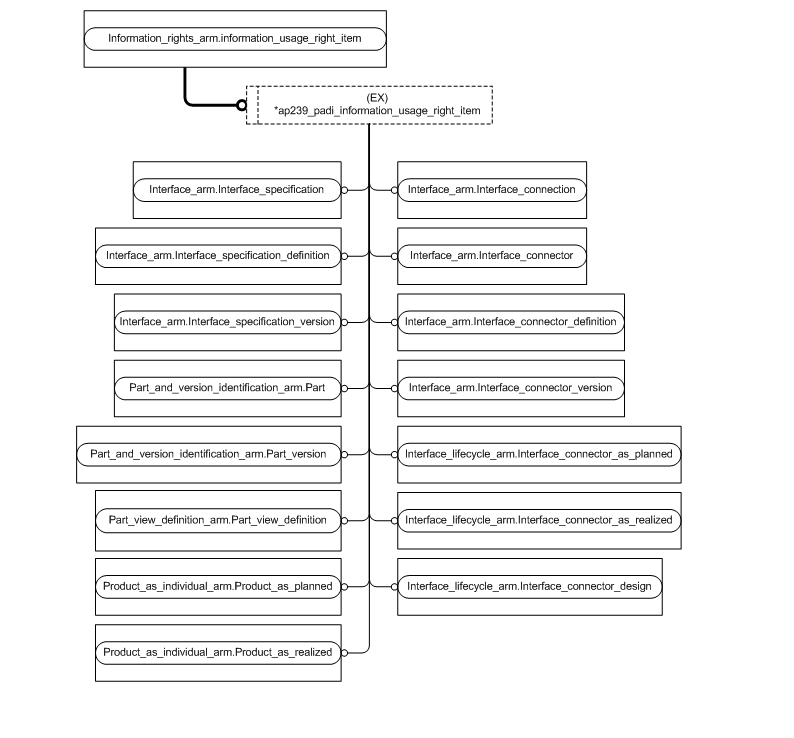 Information_rights_arm.information_usage_right_item
(EX)
*ap239_padi_information_usage_right_item
Interface_arm.Interface_specification
Interface_arm.Interface_connection
Interface_arm.Interface_specification_definition
Interface_arm.Interface_connector
Interface_arm.Interface_specification_version
Interface_arm.Interface_connector_definition
Part_and_version_identification_arm.Part
Interface_arm.Interface_connector_version
Part_and_version_identification_arm.Part_version
Interface_lifecycle_arm.Interface_connector_as_planned
Part_view_definition_arm.Part_view_definition
Interface_lifecycle_arm.Interface_connector_as_realized
Product_as_individual_arm.Product_as_planned
Interface_lifecycle_arm.Interface_connector_design
Product_as_individual_arm.Product_as_realized